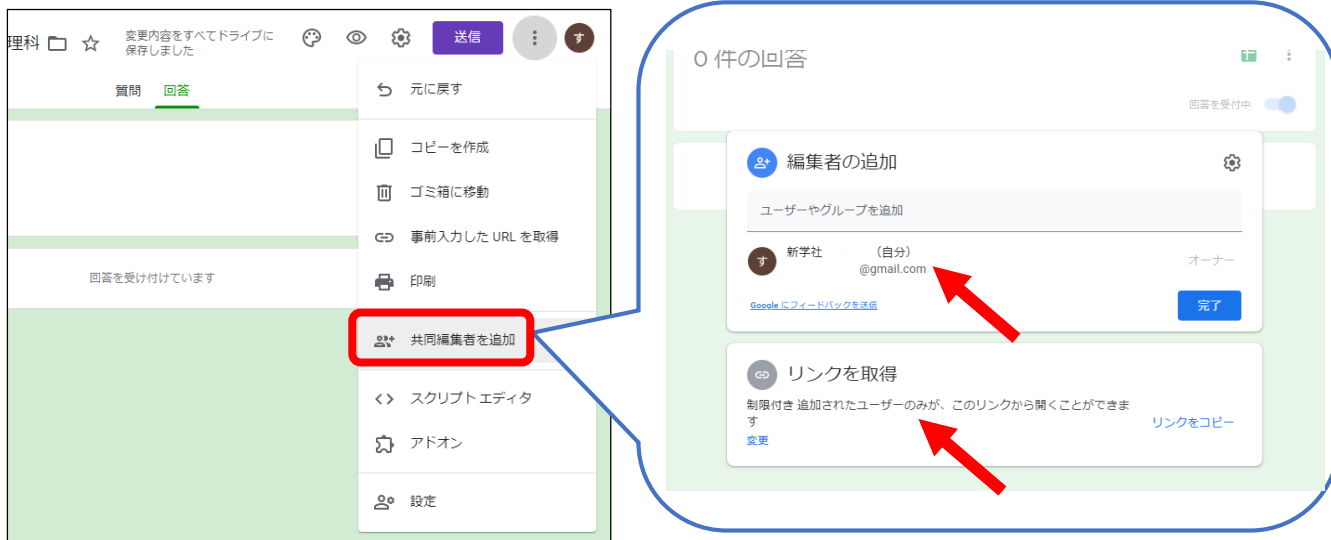 理科
変更内容をすべてドライブに
保存しました
送信
す
質問
回答
回答を受け付けています
元に戻す
コピーを作成
ゴミ箱に移動
事前入力した URL を取得
印刷
共同編集者を追加
スクリプト エディタ
アドオン
設定
0 件の回答
回答を受付中
編集者の追加
ユーザーやグループを追加
す
新学社 （自分）
@gmail.com
オーナー
Google にフィードバックを送信
完了
リンクを取得
制限付き 追加されたユーザーのみが、このリンクから開くことができま
す
変更
リンクをコピー